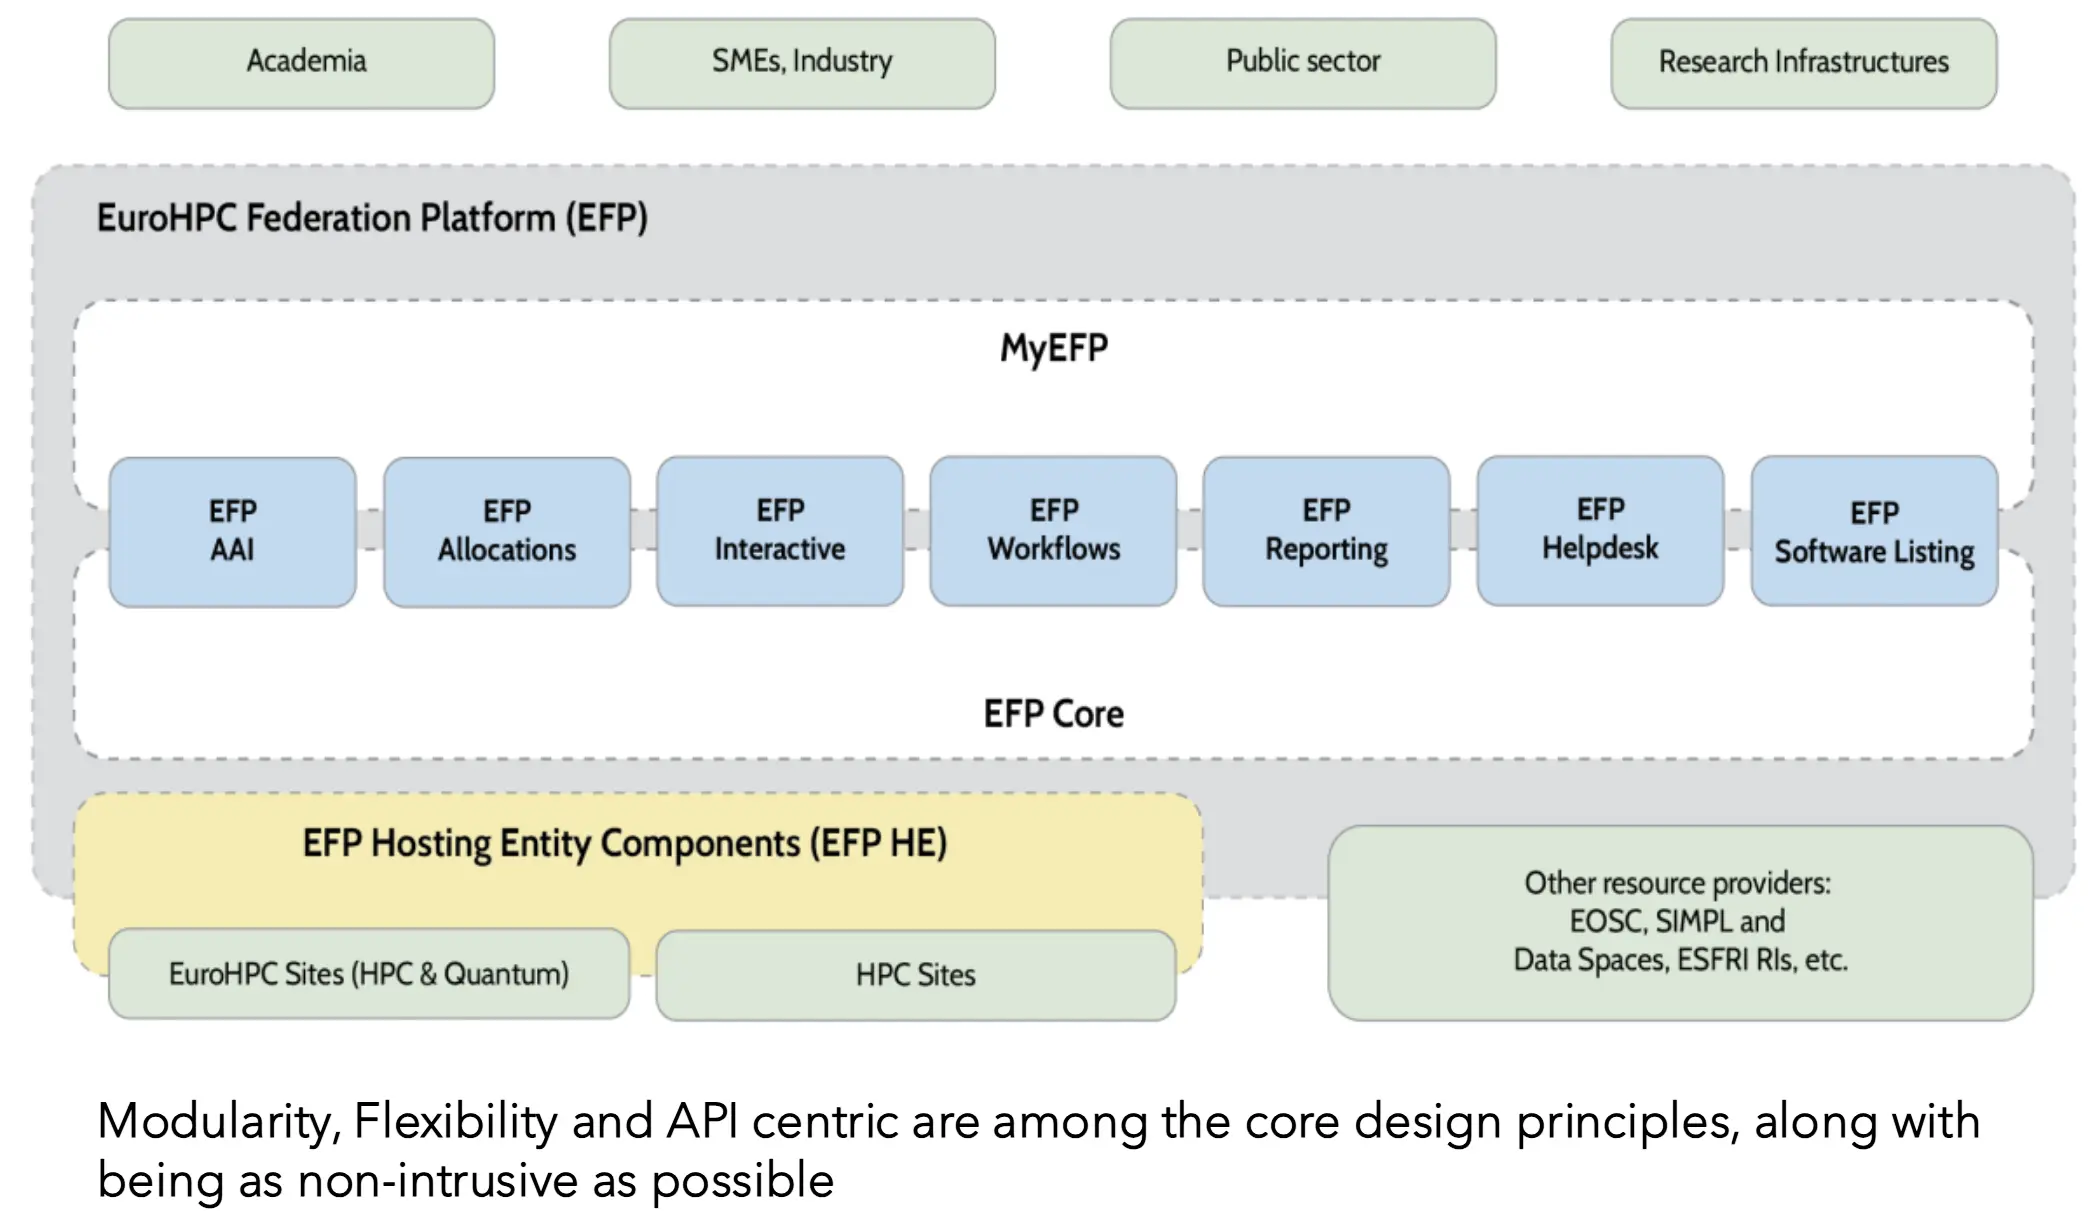 Academia
SMEs, Industry
Public sector
Research Infrastructures
EuroHPC Federation Platform (EFP)
MyEFP
EFP
AAI
EFP
Allocations
EFP
Interactive
EFP
Workflows
EFP
Reporting
EFP
Helpdesk
EFP
Software Listing
EFP Core
EFP Hosting Entity Components (EFP HE)
EuroHPC Sites (HPC & Quantum)
HPC Sites
Other resource providers:
EOSC, SIMPL and
Data Spaces, ESFRI RIs, etc.
Modularity, Flexibility and API centric are among the core design principles, along with
being as non-intrusive as possible